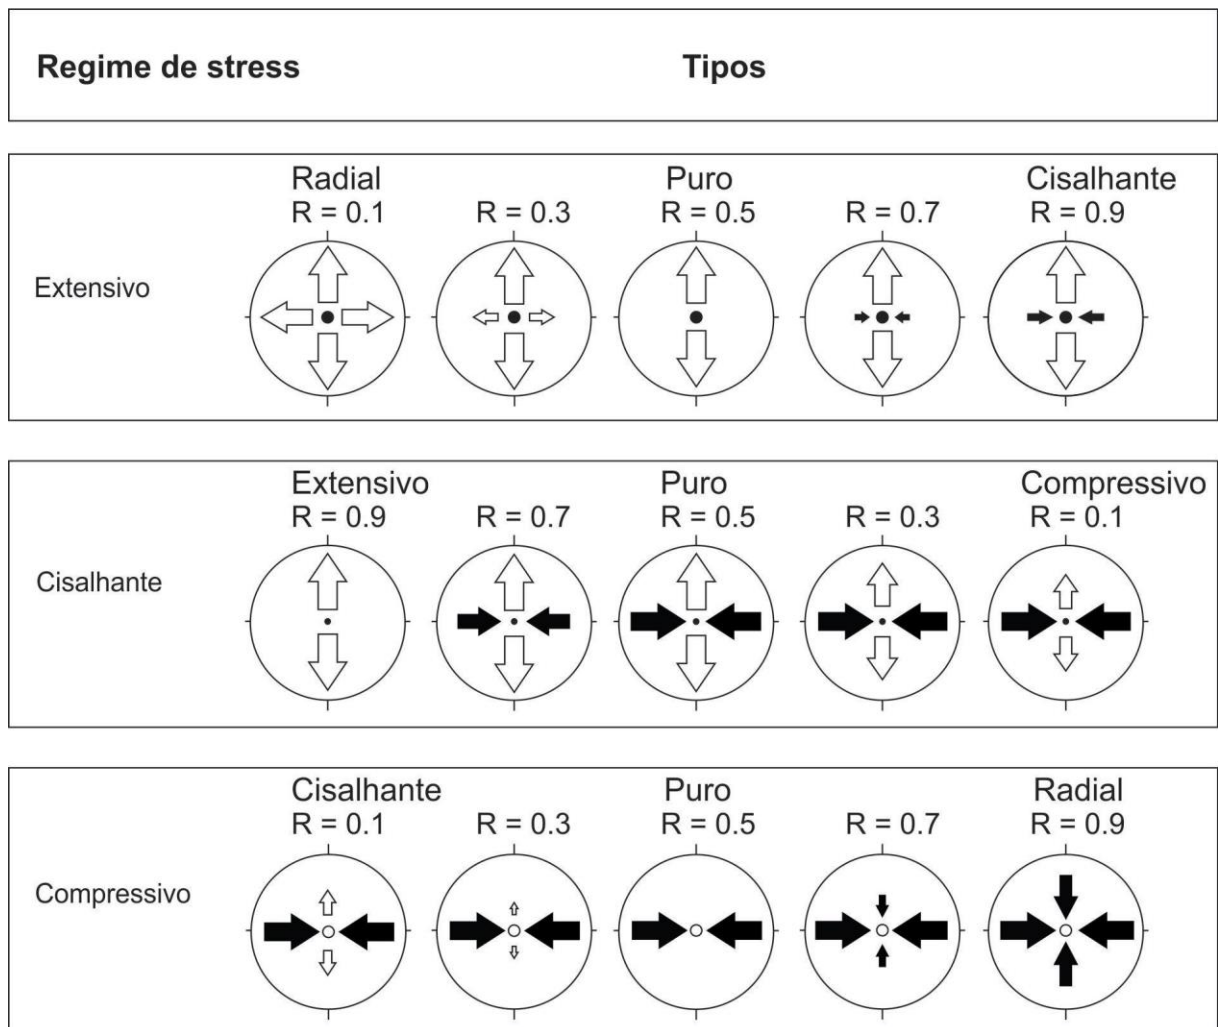 Regime de stress Tipos
Radial Puro Cisalhante
R = 0.1 R = 0.3 R = 0.5 R = 0.7 R = 0.9
Extensivo
Extensivo Puro Compressivo
R = 0.9 R = 0.7 R = 0.5 R = 0.3 R = 0.1
Cisalhante
Cisalhante Puro Radial
R = 0.1 R = 0.3 R = 0.5 R = 0.7 R = 0.9
Compressivo